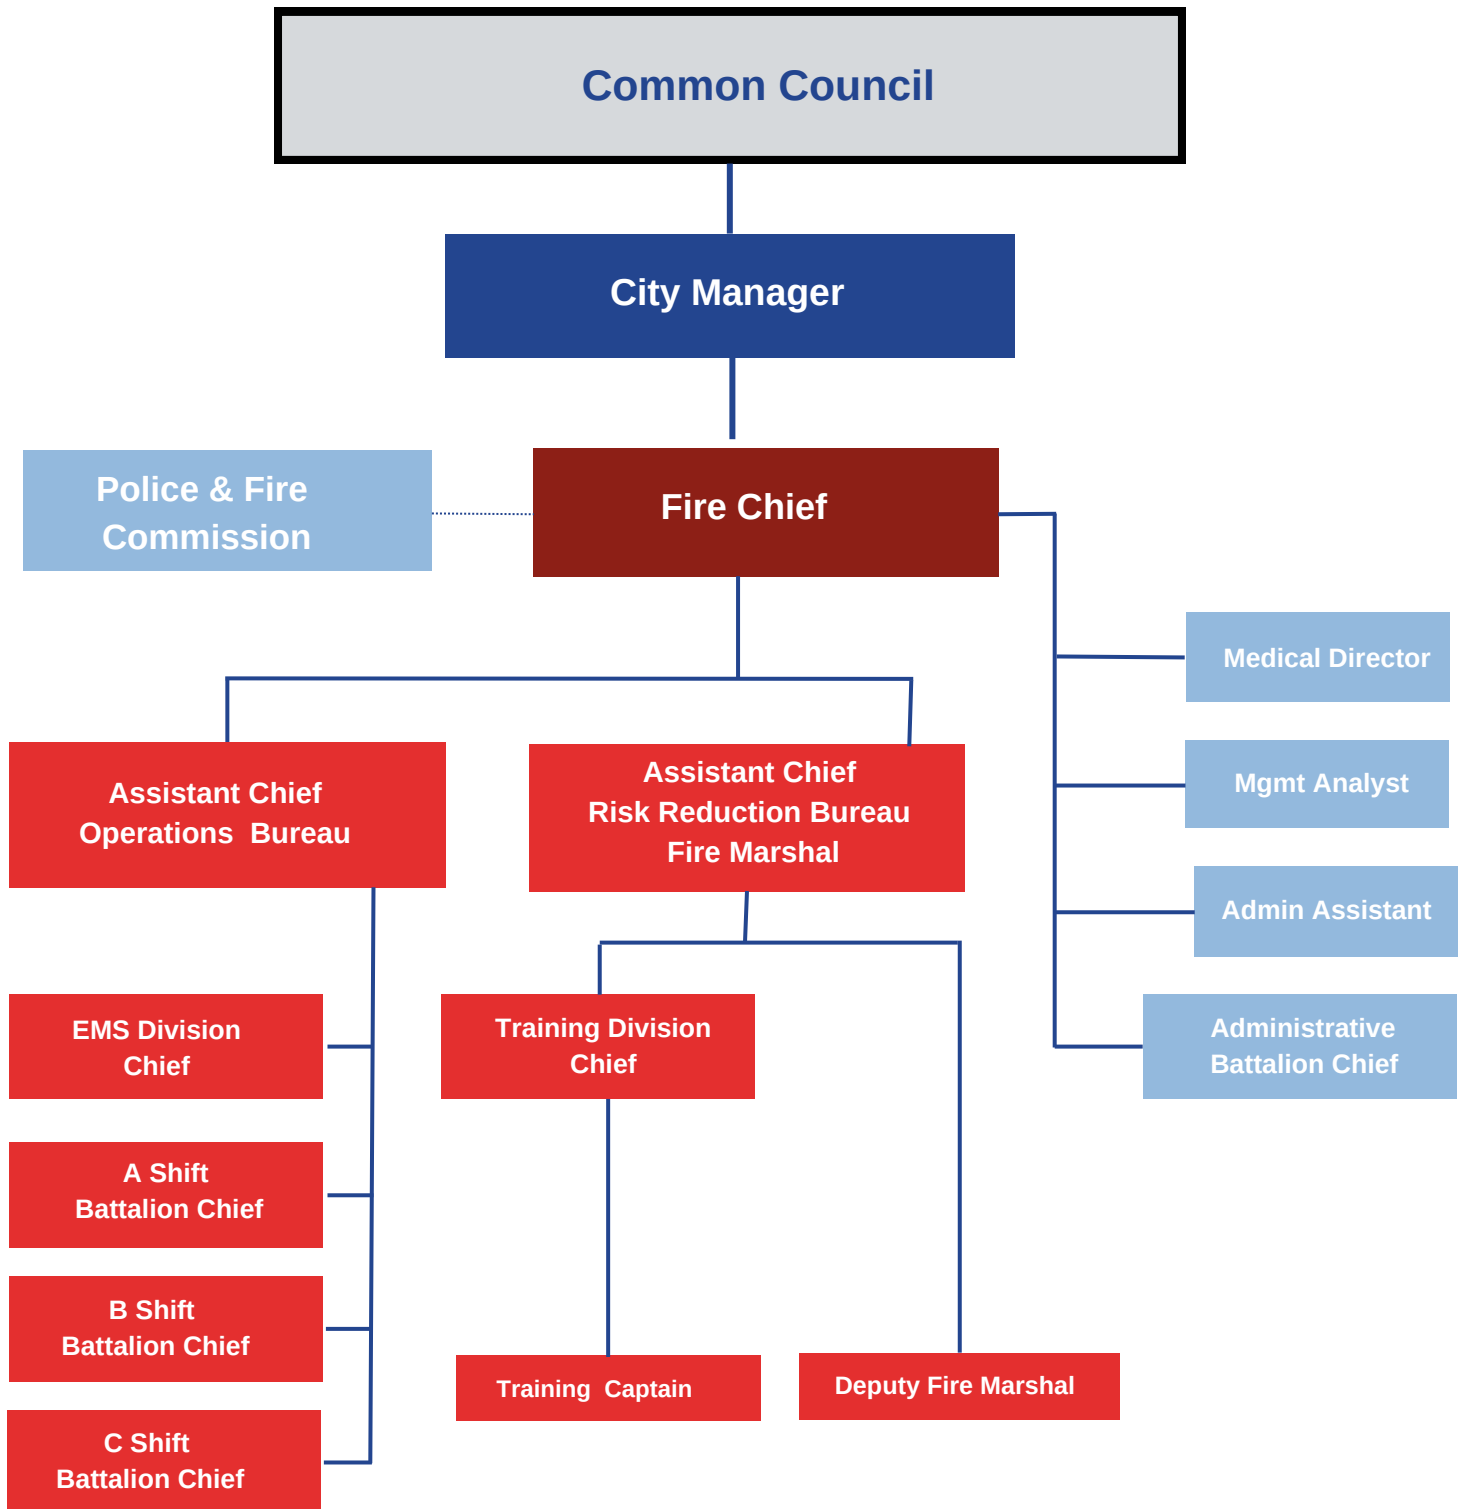 Common Council
City Manager
Police & Fire
Commission
Fire Chief
Medical Director
Mgmt Analyst
Admin Assistant
Administrative
Battalion Chief
Assistant Chief
Operations  Bureau
Assistant Chief
Risk Reduction Bureau
Fire Marshal
EMS Division
Chief
A Shift
Battalion Chief
B Shift
Battalion Chief
C Shift
Battalion Chief
Training Division
Chief
Training  Captain
Deputy Fire Marshal